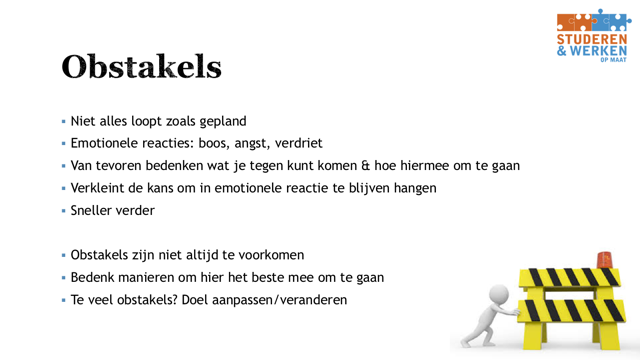 STUDEREN
& WERKEN
OP MAAT
Obstakels
▪ Niet alles loopt zoals gepland
▪ Emotionele reacties: boos, angst, verdriet
▪ Van tevoren bedenken wat je tegen kunt komen & hoe hiermee om te gaan
▪ Verkleint de kans om in emotionele reactie te blijven hangen
▪ Sneller verder
▪ Obstakels zijn niet altijd te voorkomen
▪ Bedenk manieren om hier het beste mee om te gaan
▪ Te veel obstakels? Doel aanpassen/veranderen